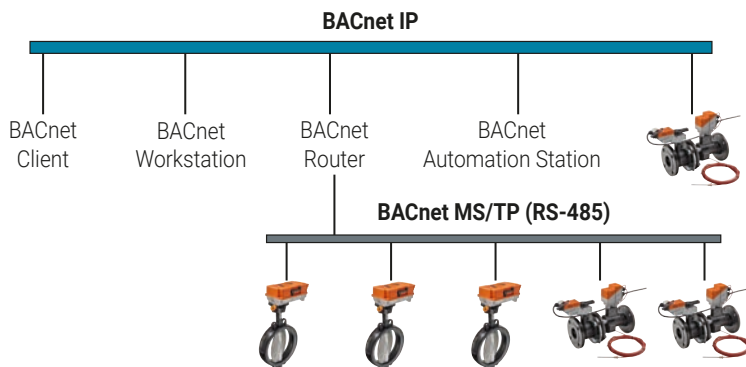 BACnet IP
BACnet
Client
BACnet
Workstation
BACnet
Router
BACnet
Automation Station
BACnet MS/TP (RS-485)